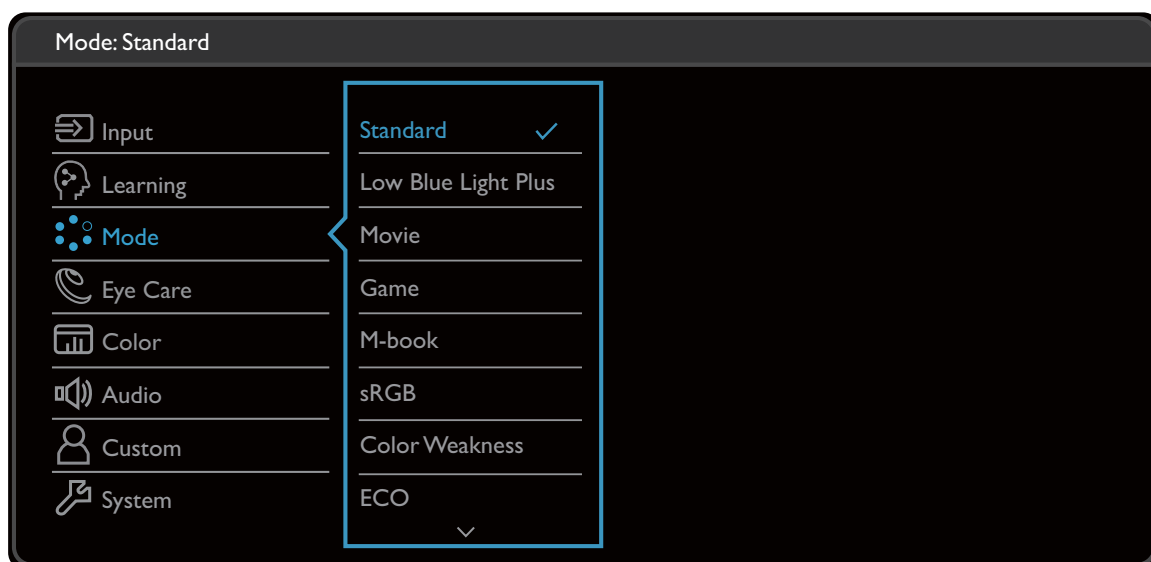 Mode: Standard
Input
Learning
Mode
Eye Care
Color
Audio
Custom
System
Standard
Low Blue Light Plus
Movie
Game
M-book
sRGB
Color Weakness
ECO